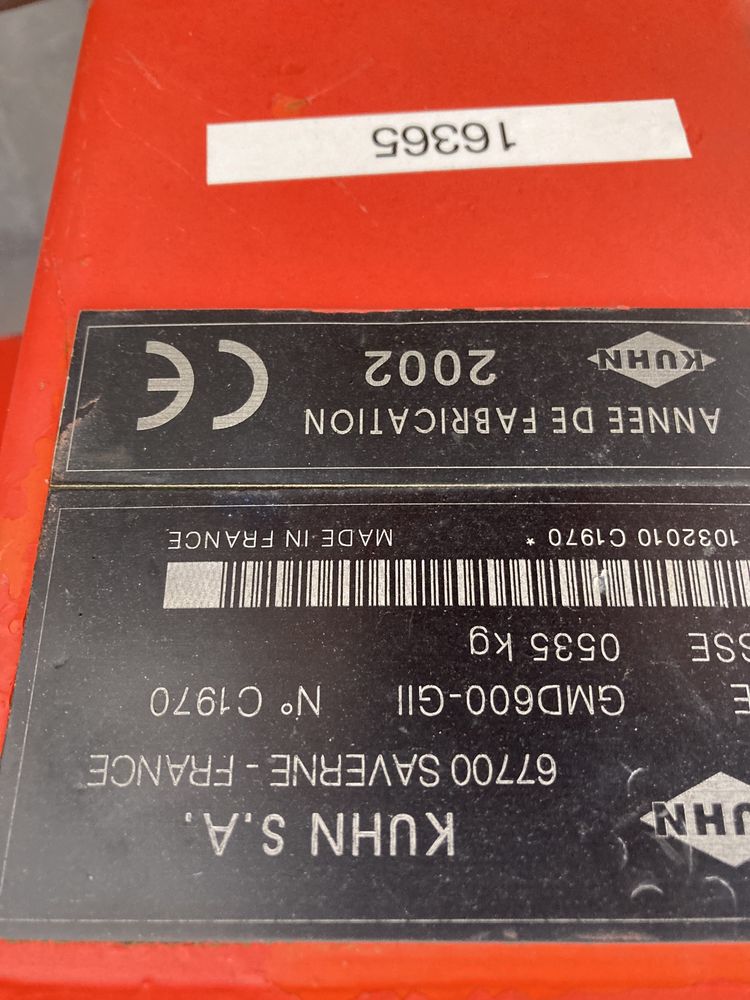 KUHN
KUHN S.A.
67700 SAVERNE - FRANCE
GMD600-GII N° C1970
0535 kg
1032010 C1970 * MADE IN FRANCE
ANNEE DE FABRICATION
KUHN 2002 CE
16365